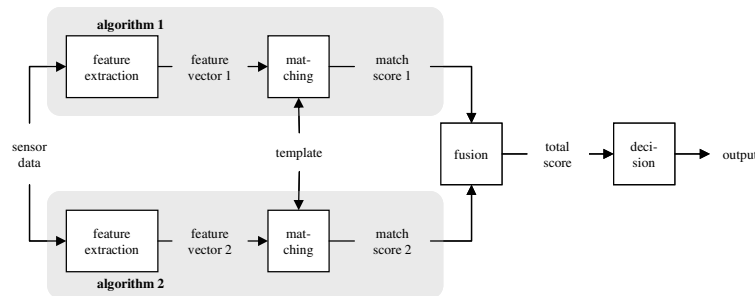 algorithm 1
feature
extraction
feature
vector 1
mat-
ching
match
score 1
sensor
data
template
fusion
total
score
deci-
sion
output
feature
extraction
feature
vector 2
mat-
ching
match
score 2
algorithm 2